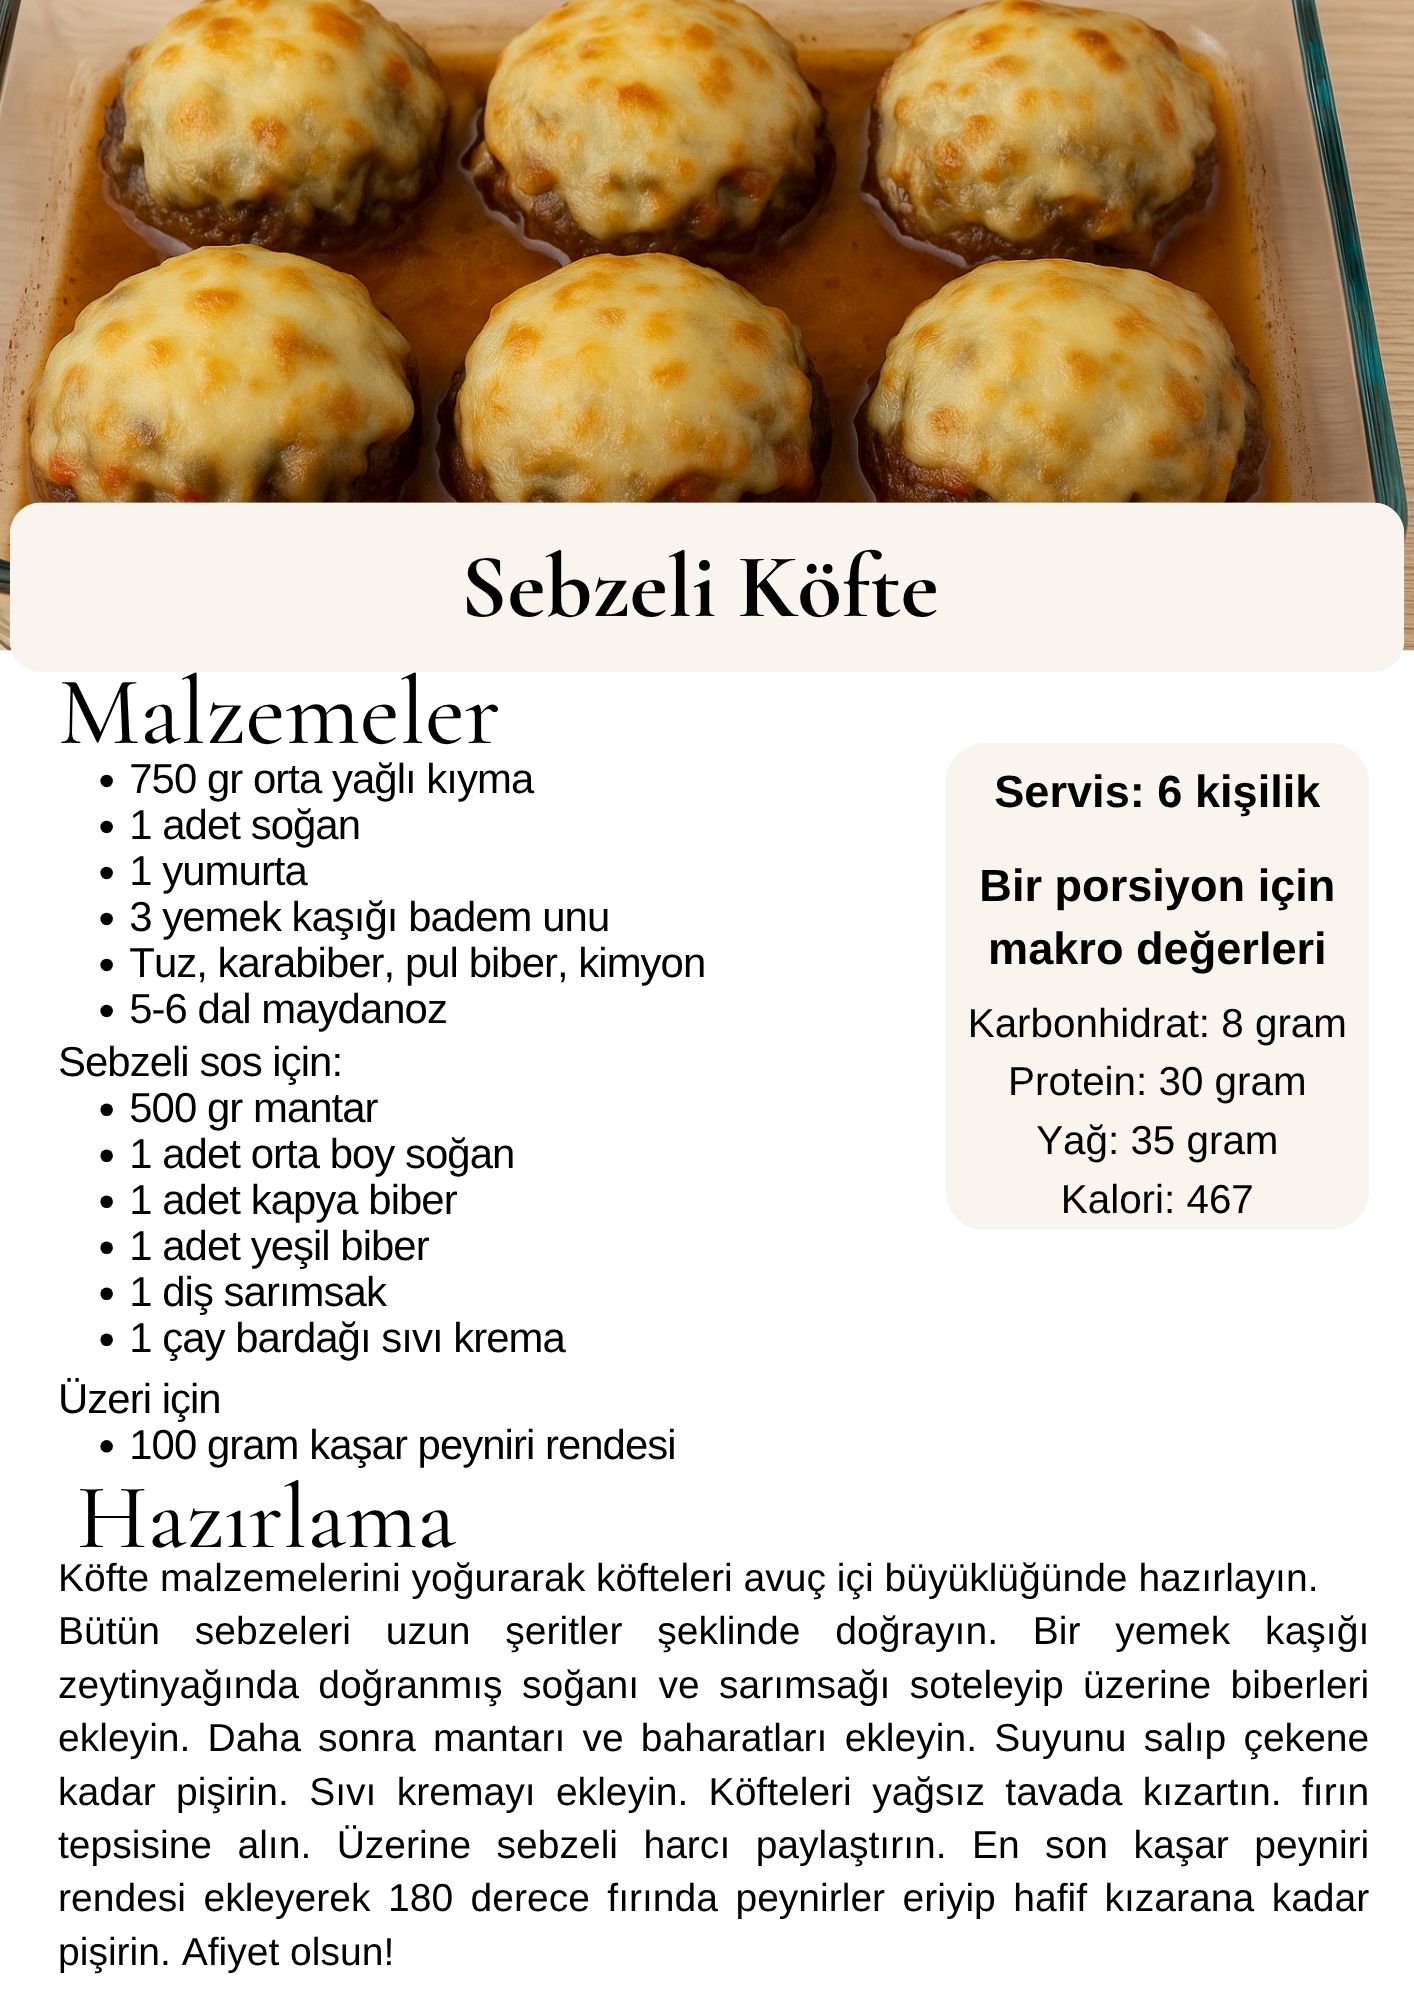 Sebzeli Köfte
Malzemeler
750 gr orta yağlı kıyma
1 adet soğan
1 yumurta
3 yemek kaşığı badem unu
Tuz, karabiber, pul biber, kimyon
5-6 dal maydanoz
Sebzeli sos için:
500 gr mantar
1 adet orta boy soğan
1 adet kapya biber
1 adet yeşil biber
1 diş sarımsak
1 çay bardağı sıvı krema
Üzeri için
100 gram kaşar peyniri rendesi
Servis: 6 kişilik
Bir porsiyon için
makro değerleri
Karbonhidrat: 8 gram
Protein: 30 gram
Yağ: 35 gram
Kalori: 467
Hazırlama
Köfte malzemelerini yoğurarak köfteleri avuç içi büyüklüğünde hazırlayın.
Bütün sebzeleri uzun şeritler şeklinde doğrayın. Bir yemek kaşığı
zeytinyağında doğranmış soğanı ve sarımsağı soteleyip üzerine biberleri
ekleyin. Daha sonra mantarı ve baharatları ekleyin. Suyunu salıp çekene
kadar pişirin. Sıvı kremayı ekleyin. Köfteleri yağsız tavada kızartın. fırın
tepsisine alın. Üzerine sebzeli harcı paylaştırın. En son kaşar peyniri
rendesi ekleyerek 180 derece fırında peynirler eriyip hafif kızarana kadar
pişirin. Afiyet olsun!